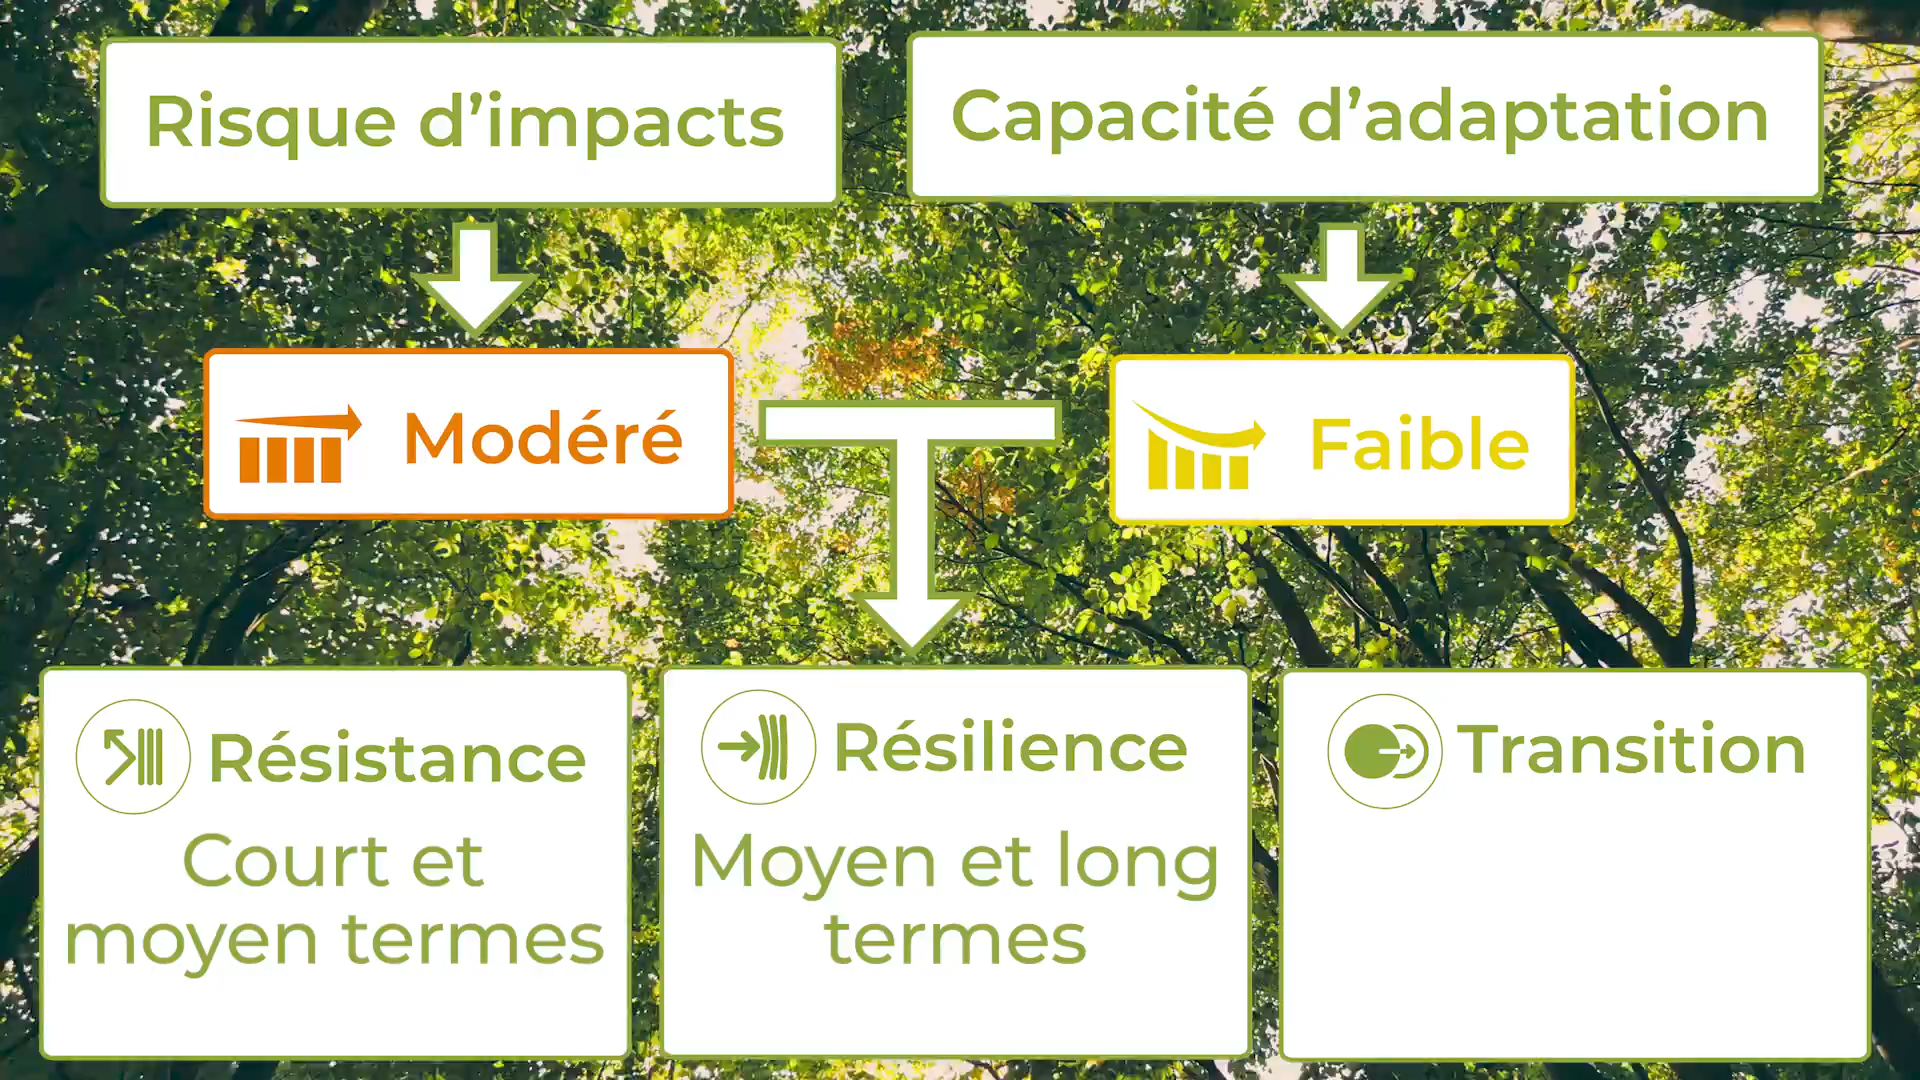 Risque d’impacts
Capacité d’adaptation
Modéré
Faible
Résistance
Court et
moyen termes
Résilience
Moyen et long
termes
Transition